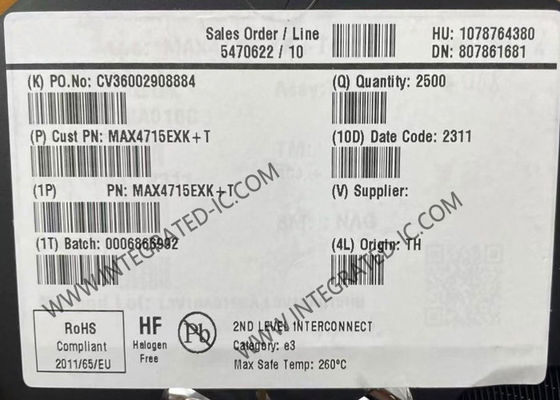 Sales Order / Line
5470622 / 10
HU: 1078764380
DN: 807861681
(K) PO.No: CV36002908884
(Q) Quantity: 2500
(P) Cust PN: MAX4715EXK+T
(10D) Date Code: 2311
(1P) PN: MAX4715EXK+T
(V) Supplier:
(1T) Batch: 0006866992
(4L) Origin: TH
WWW.INTEGRATED-IC.COM
WWW.INTEGRATED-IC.COM
RoHS
Compliant
2011/65/EU
HF
Halogen
Free
Pb
2ND LEVEL INTERCONNECT
Category: e3
Max Safe Temp: 260ºC